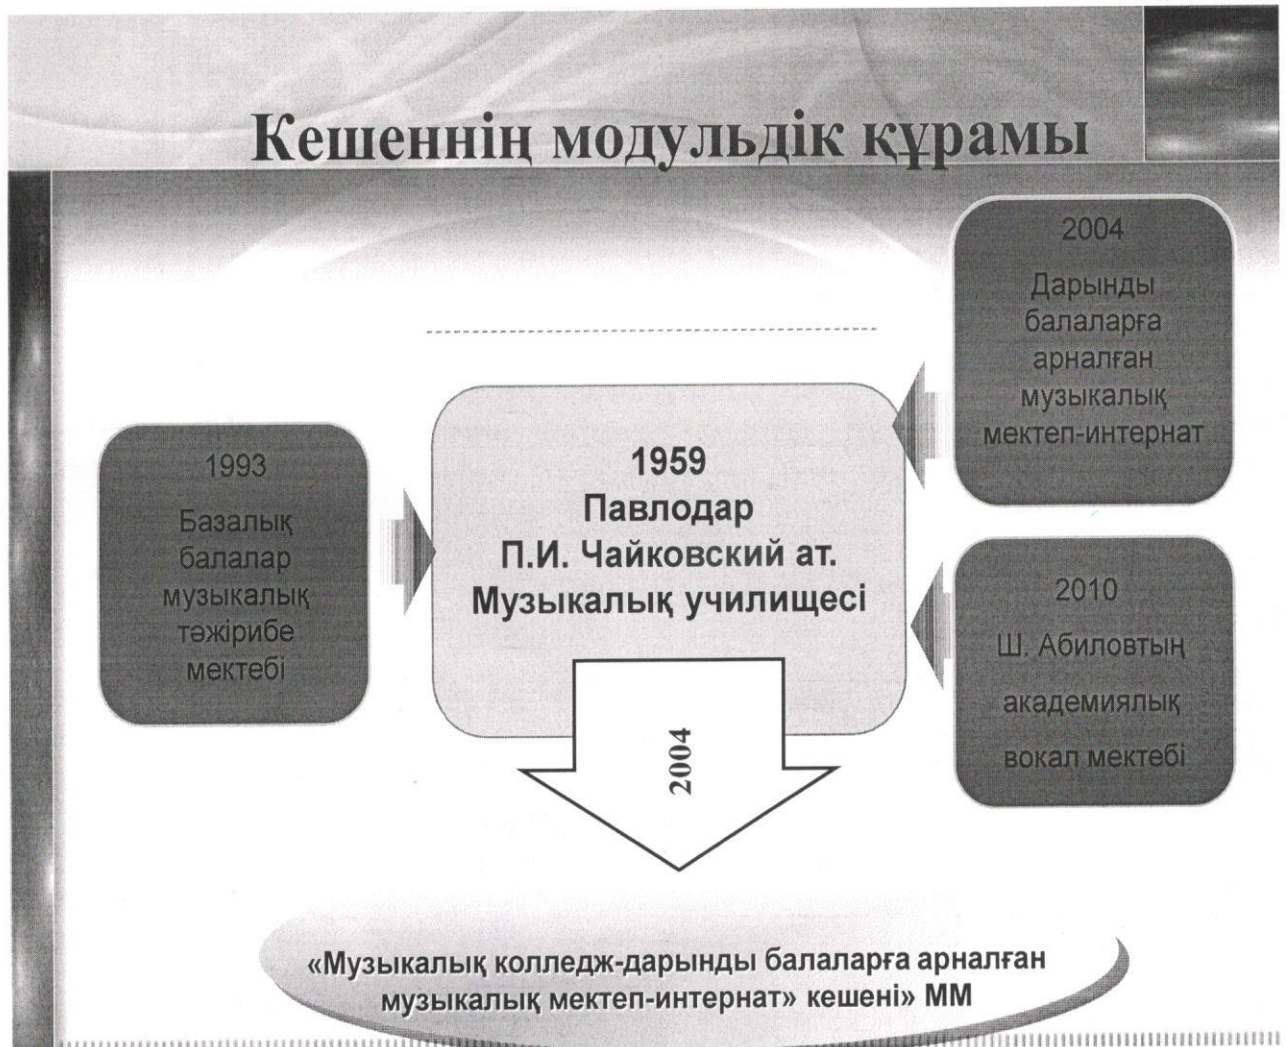 Кешеннің модульдік құрамы
1993
Базалық
балалар
музыкалық
тәжірибе
мектебі
1959
Павлодар
П.И. Чайковский ат.
Музыкалық училищесі
2004
Дарынды
балаларға
арналған
музыкалық
мектеп-интернат
2010
Ш. Абиловтың
академиялық
вокал мектебі
2004
«Музыкалық колледж-дарынды балаларға арналған
музыкалық мектеп-интернат» кешені» ММ